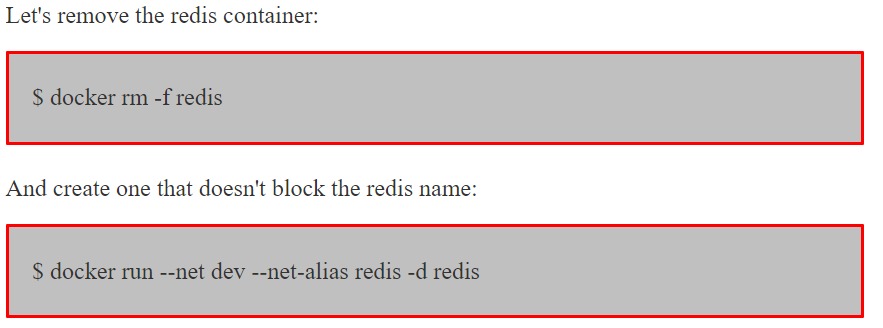 Let's remove the redis container:
$ docker rm -f redis
And create one that doesn't block the redis name:
$ docker run --net dev --net-alias redis -d redis